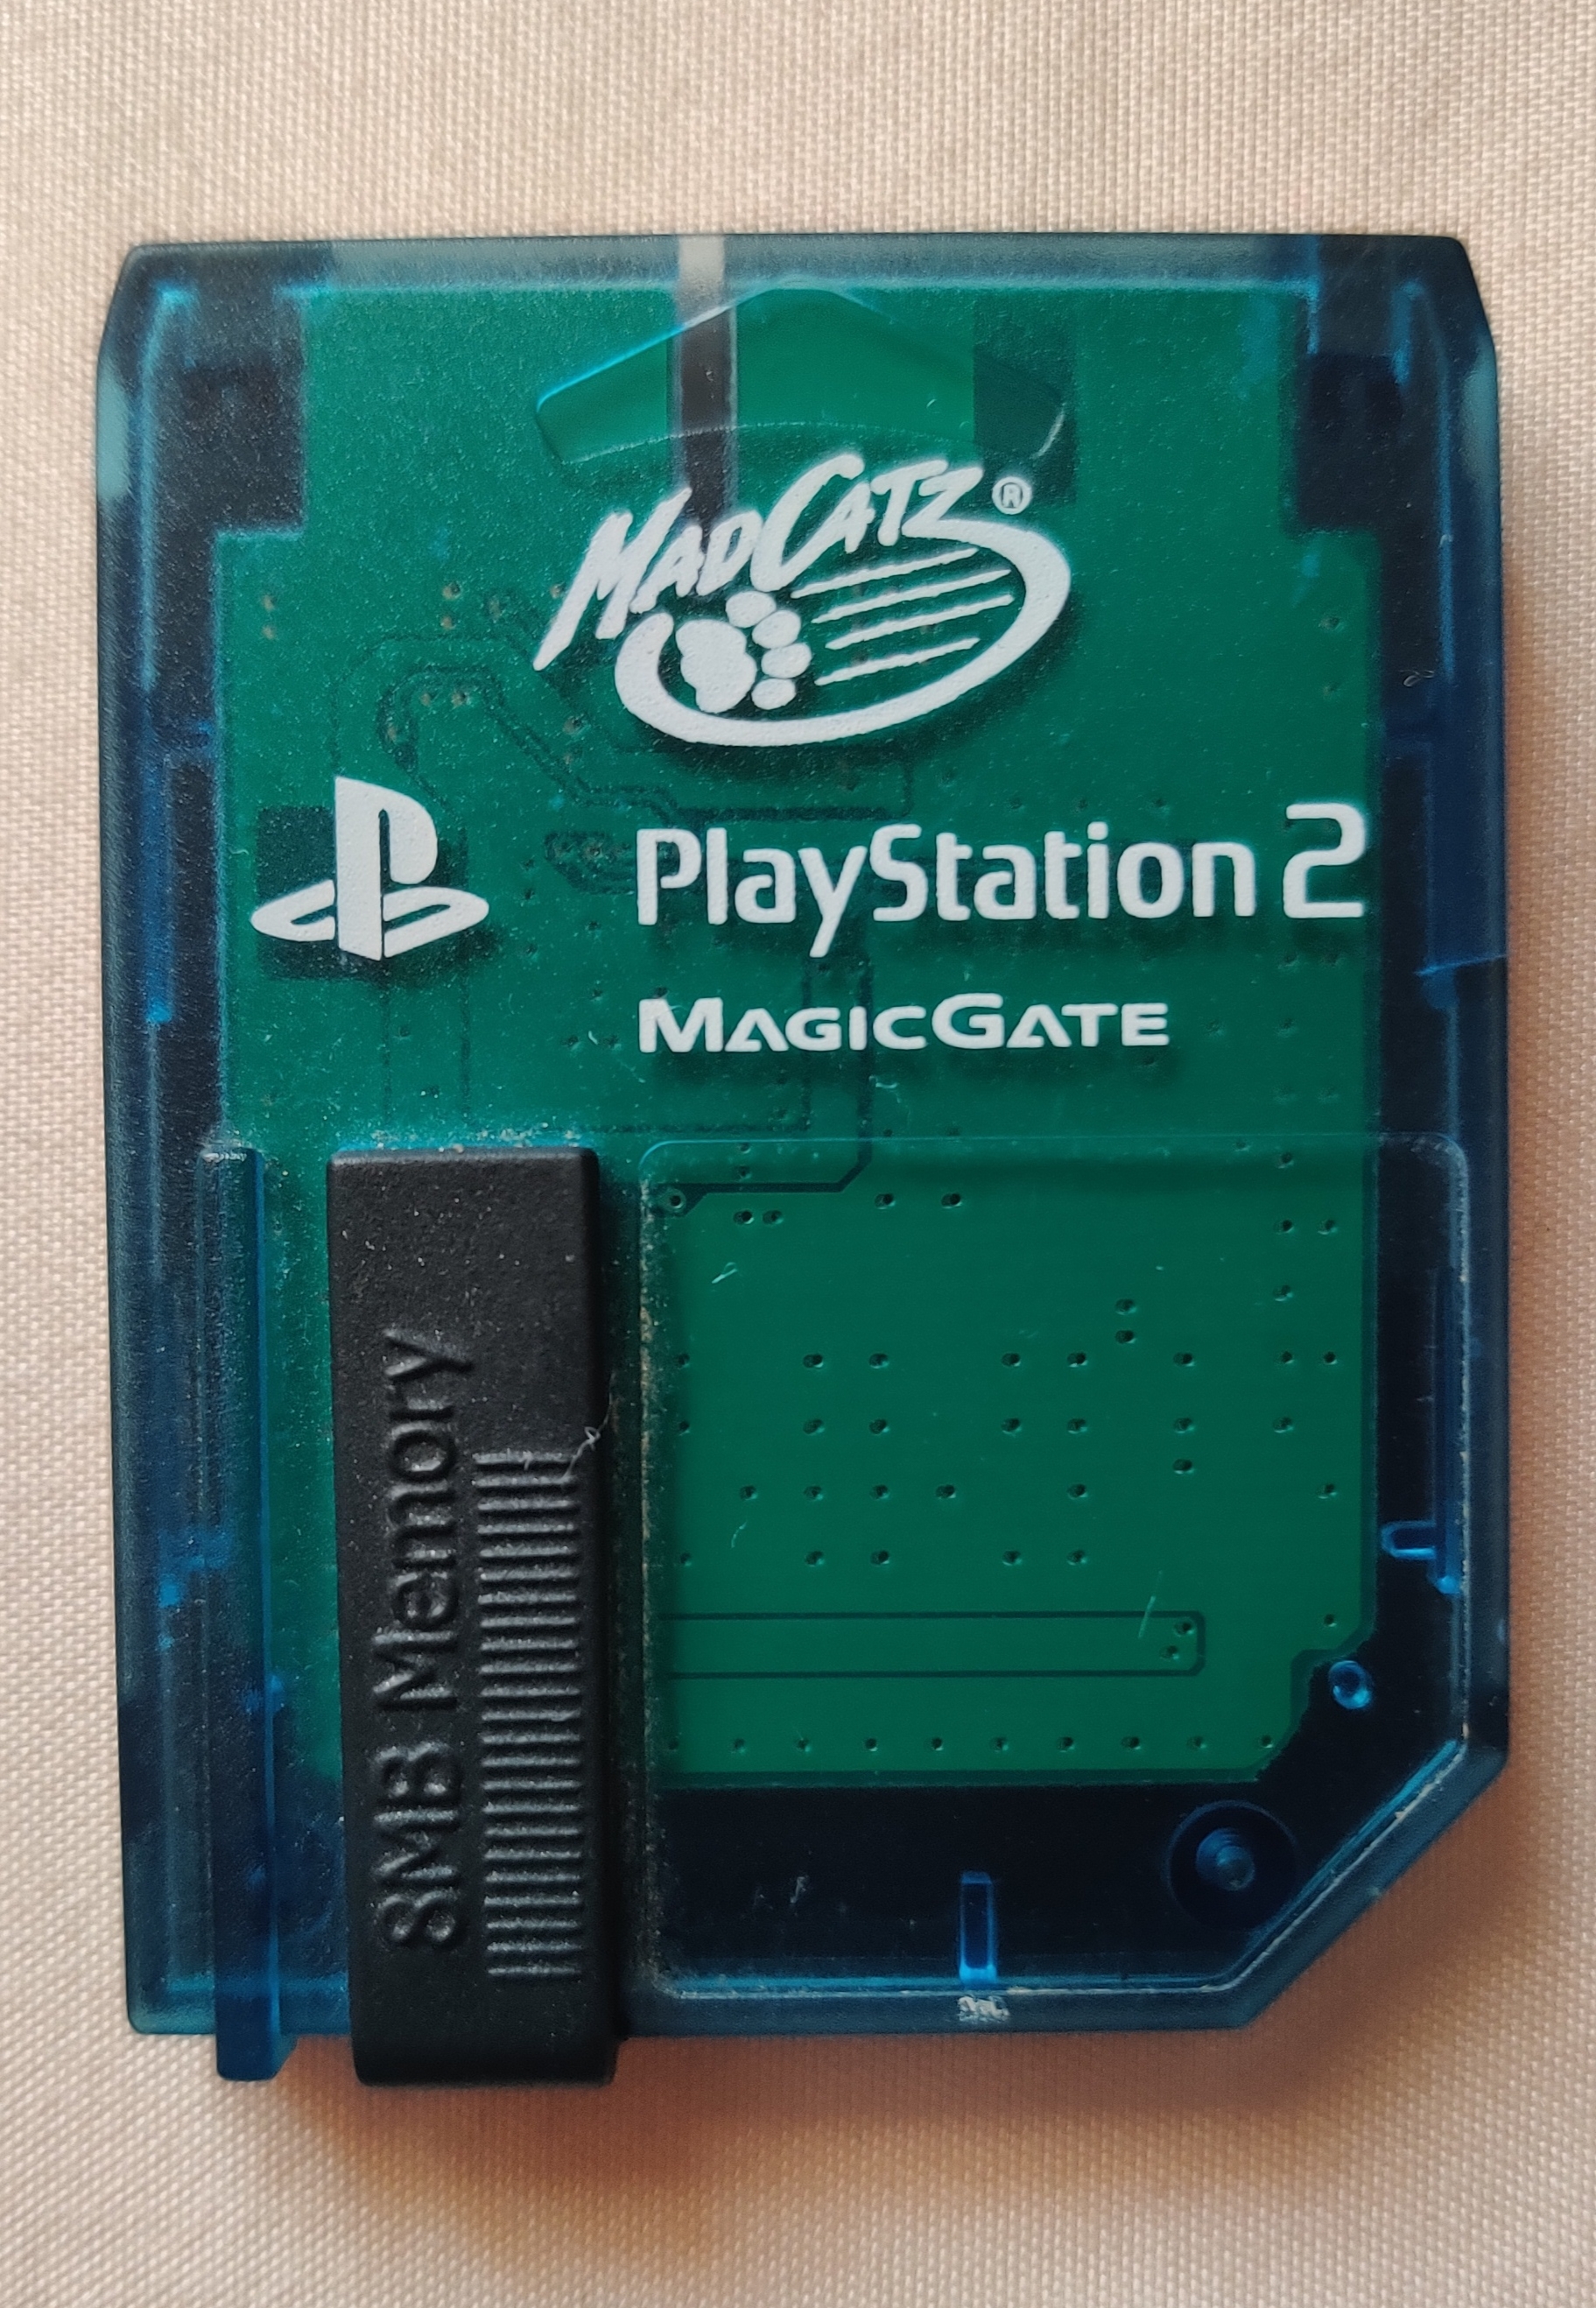 MADCATZ®
PlayStation 2
MAGICGATE
8MB Memory